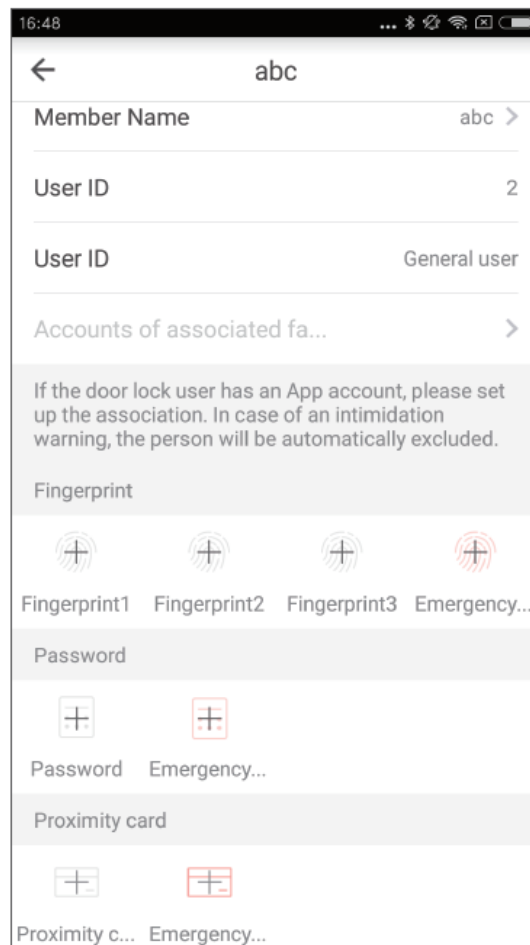 16:48
abc
Member Name abc
User ID 2
User ID General user
Accounts of associated fa...
If the door lock user has an App account, please set
up the association. In case of an intimidation
warning, the person will be automatically excluded.
Fingerprint
Fingerprint1 Fingerprint2 Fingerprint3 Emergency...
Password
Password Emergency...
Proximity card
Proximity c... Emergency...